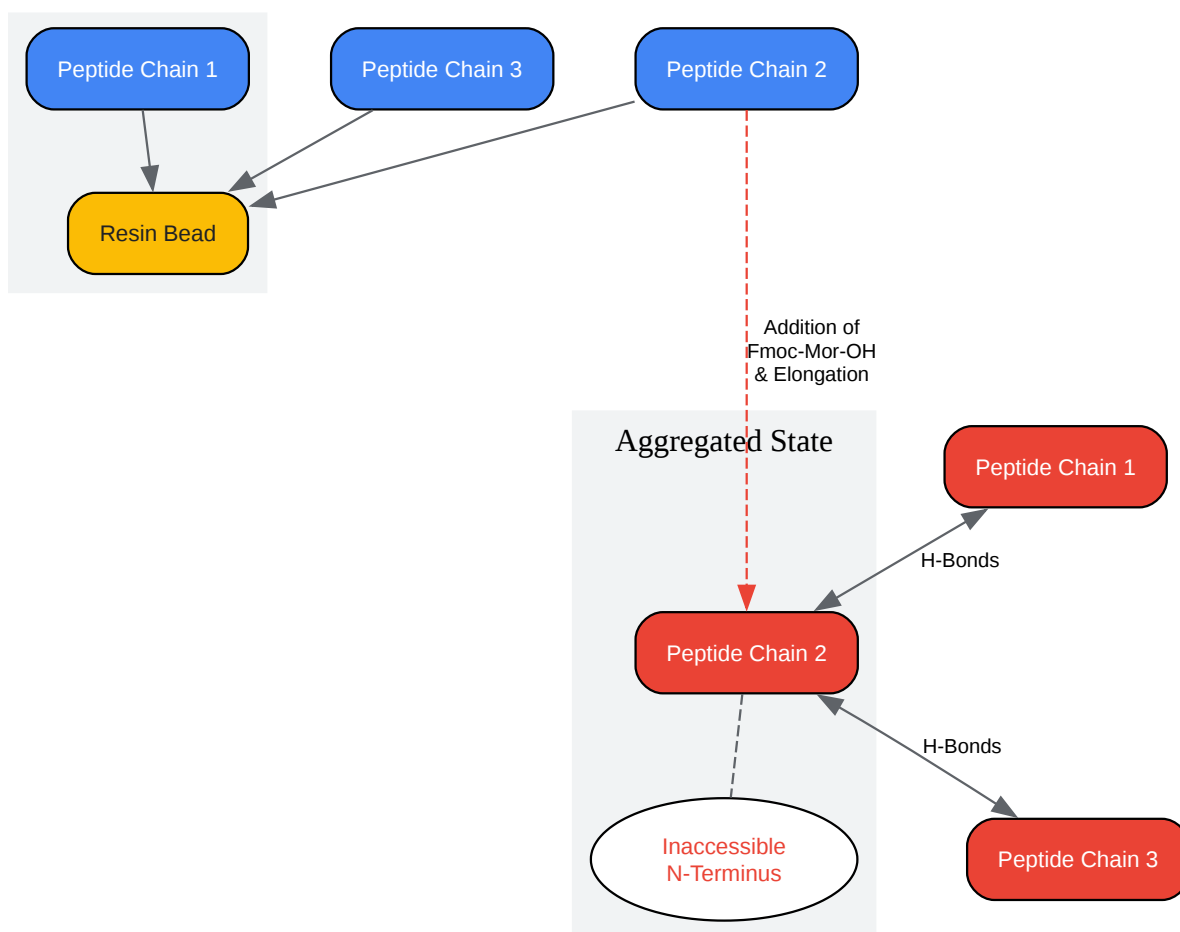 Peptide Chain 1
Peptide Chain 3
Peptide Chain 2
Resin Bead
Addition of
Fmoc-Mor-OH
& Elongation
Aggregated State
Peptide Chain 1
H-Bonds
Peptide Chain 2
H-Bonds
Inaccessible
N-Terminus
Peptide Chain 3